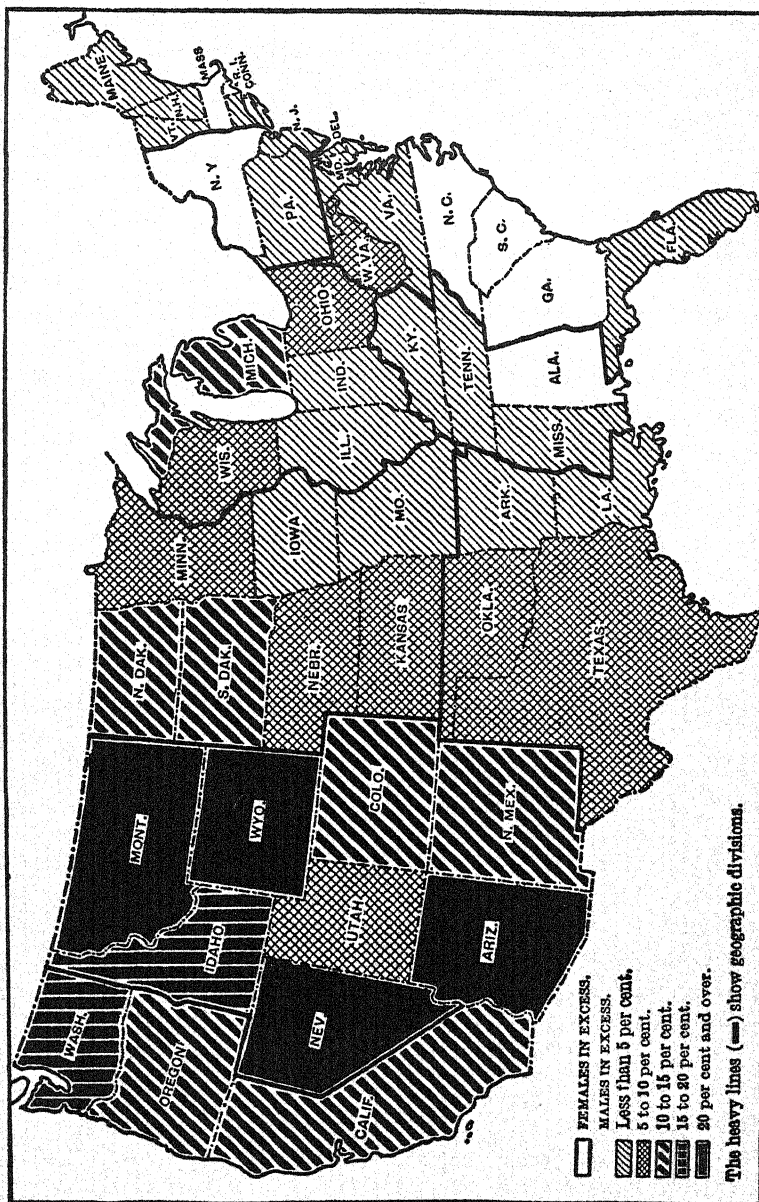 WASH.
MONT.
N. DAK.
MINN.
WIS.
MICH.
N. Y
VT.
N.H.
MAINE
MASS
R. I.
CONN.
OREGON
IDAHO
WYO.
S. DAK.
IOWA
NEBR.
ILL.
IND.
OHIO
PA.
N. J.
DEL.
MD.
W. VA.
VA.
NEV.
UTAH
COLO.
KANSAS
MO.
KY.
CALIF.
ARIZ.
N. MEX.
OKLA.
ARK.
TENN.
N. C.
S. C.
TEXAS
LA.
MISS.
ALA.
GA.
FLA.
FEMALES IN EXCESS.
MALES IN EXCESS.
Less than 5 per cent.
5 to 10 per cent.
10 to 15 per cent.
15 to 20 per cent.
20 per cent and over.
The heavy lines (—) show geographic divisions.